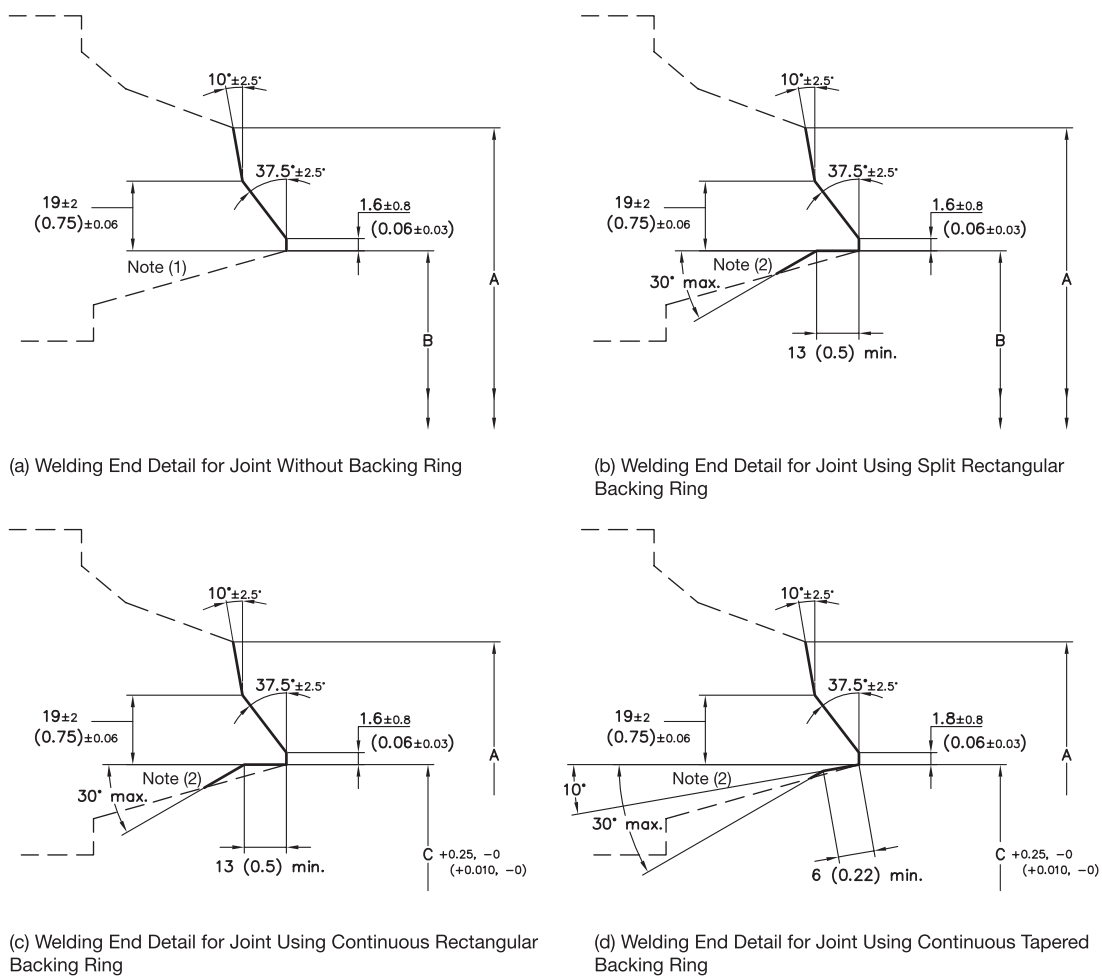 10°±2.5°
37.5°±2.5°
19±2
(0.75)±0.06
1.6±0.8
(0.06±0.03)
Note (1)
A
B
(a) Welding End Detail for Joint Without Backing Ring
10°±2.5°
37.5°±2.5°
19±2
(0.75)±0.06
1.6±0.8
(0.06±0.03)
Note (2)
30° max.
A
B
13 (0.5) min.
(b) Welding End Detail for Joint Using Split Rectangular
Backing Ring
10°±2.5°
37.5°±2.5°
19±2
(0.75)±0.06
1.6±0.8
(0.06±0.03)
A
Note (2)
30° max.
13 (0.5) min.
C +0.25, -0
(+0.010, -0)
(c) Welding End Detail for Joint Using Continuous Rectangular
Backing Ring
10°±2.5°
37.5°±2.5°
19±2
(0.75)±0.06
1.8±0.8
(0.06±0.03)
A
Note (2)
10°
30° max.
6 (0.22) min.
C +0.25, -0
(+0.010, -0)
(d) Welding End Detail for Joint Using Continuous Tapered
Backing Ring